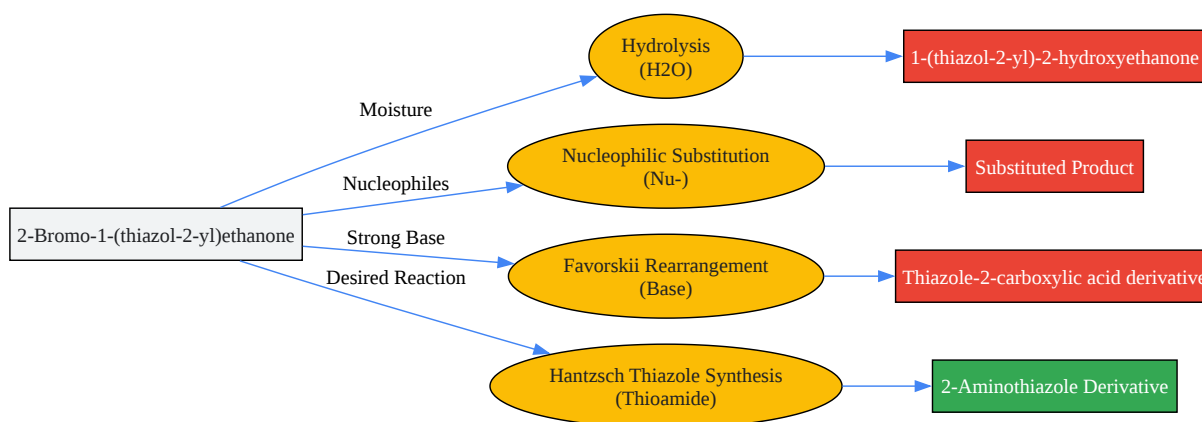 Hydrolysis
(H2O)
1-(thiazol-2-yl)-2-hydroxyethanone
Moisture
Nucleophilic Substitution
(Nu-)
Substituted Product
Nucleophiles
2-Bromo-1-(thiazol-2-yl)ethanone
Strong Base
Favorskii Rearrangement
(Base)
Thiazole-2-carboxylic acid derivative
Desired Reaction
Hantzsch Thiazole Synthesis
(Thioamide)
2-Aminothiazole Derivative